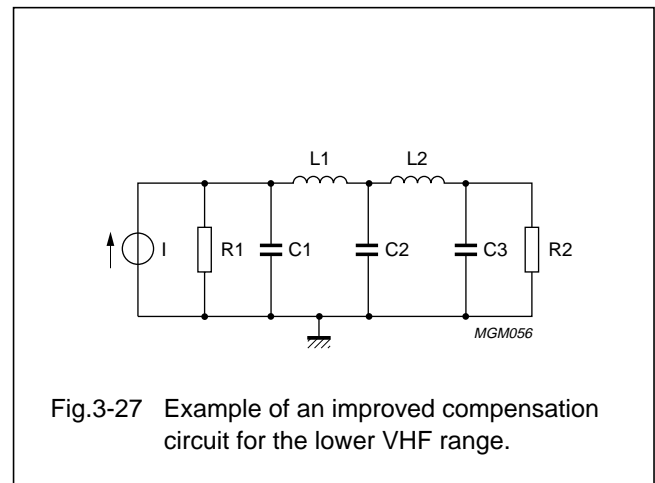 L1 L2
I R1 C1 C2 C3 R2
MGM056
Fig.3-27 Example of an improved compensation
circuit for the lower VHF range.